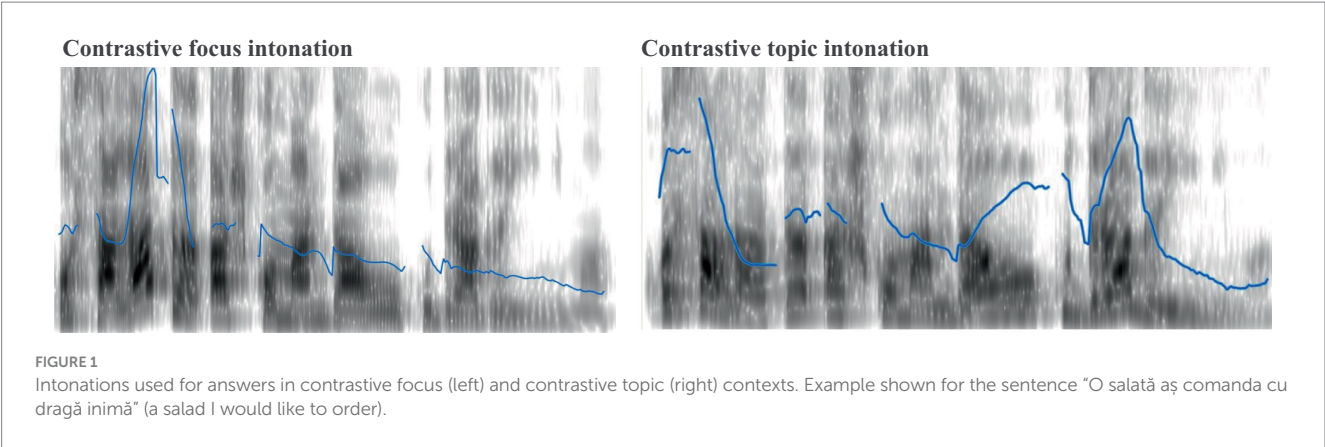 Contrastive focus intonation
Contrastive topic intonation
FIGURE 1
Intonations used for answers in contrastive focus (left) and contrastive topic (right) contexts. Example shown for the sentence “O salată aș comanda cu
dragă inimă” (a salad I would like to order).